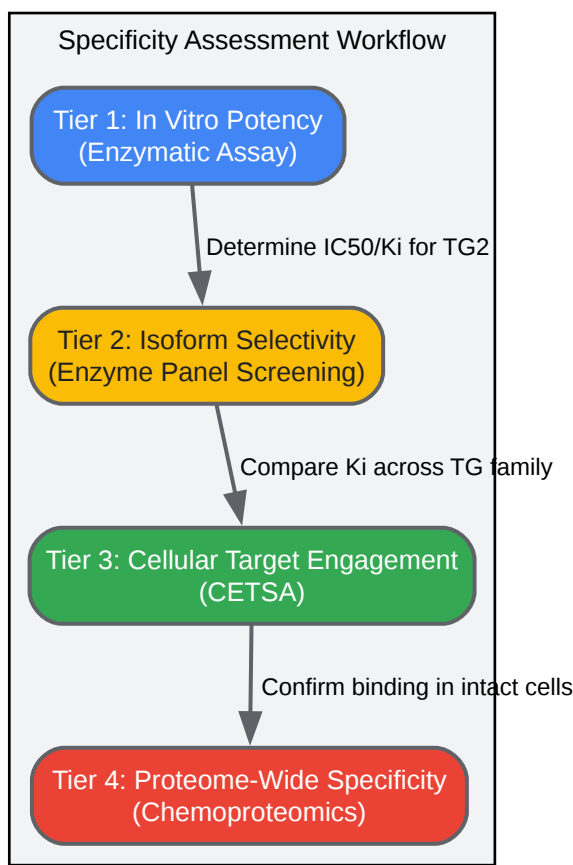 Specificity Assessment Workflow
Tier 1: In Vitro Potency
(Enzymatic Assay)
Determine IC50/Ki for TG2
Tier 2: Isoform Selectivity
(Enzyme Panel Screening)
Compare Ki across TG family
Tier 3: Cellular Target Engagement
(CETSA)
Confirm binding in intact cells
Tier 4: Proteome-Wide Specificity
(Chemoproteomics)